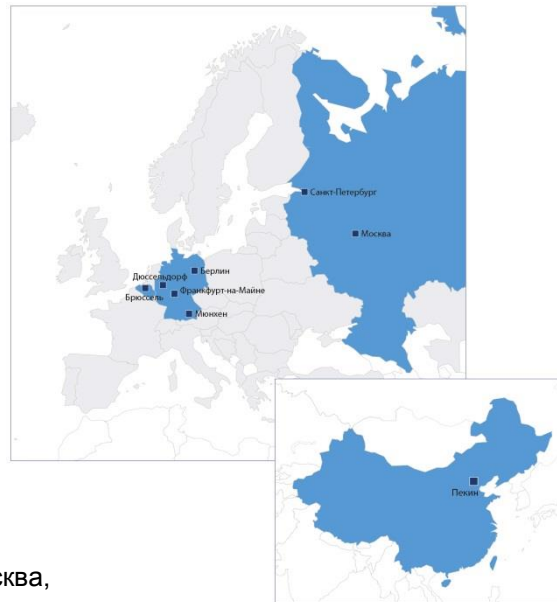 Санкт-Петербург
Москва
Берлин
Дюссельдорф
Франкфурт-на-Майне
Брюссель
Мюнхен
Пекин
сква,